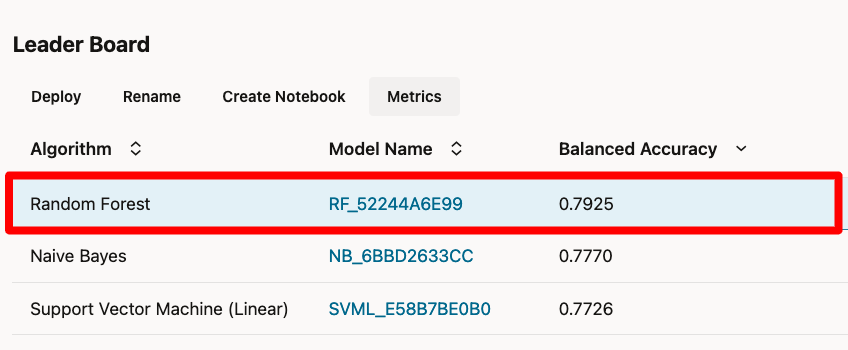 Leader Board
Deploy Rename Create Notebook Metrics
Algorithm Model Name Balanced Accuracy
Random Forest RF_52244A6E99 0.7925
Naive Bayes NB_6BBD2633CC 0.7770
Support Vector Machine (Linear) SVML_E58B7BE0B0 0.7726